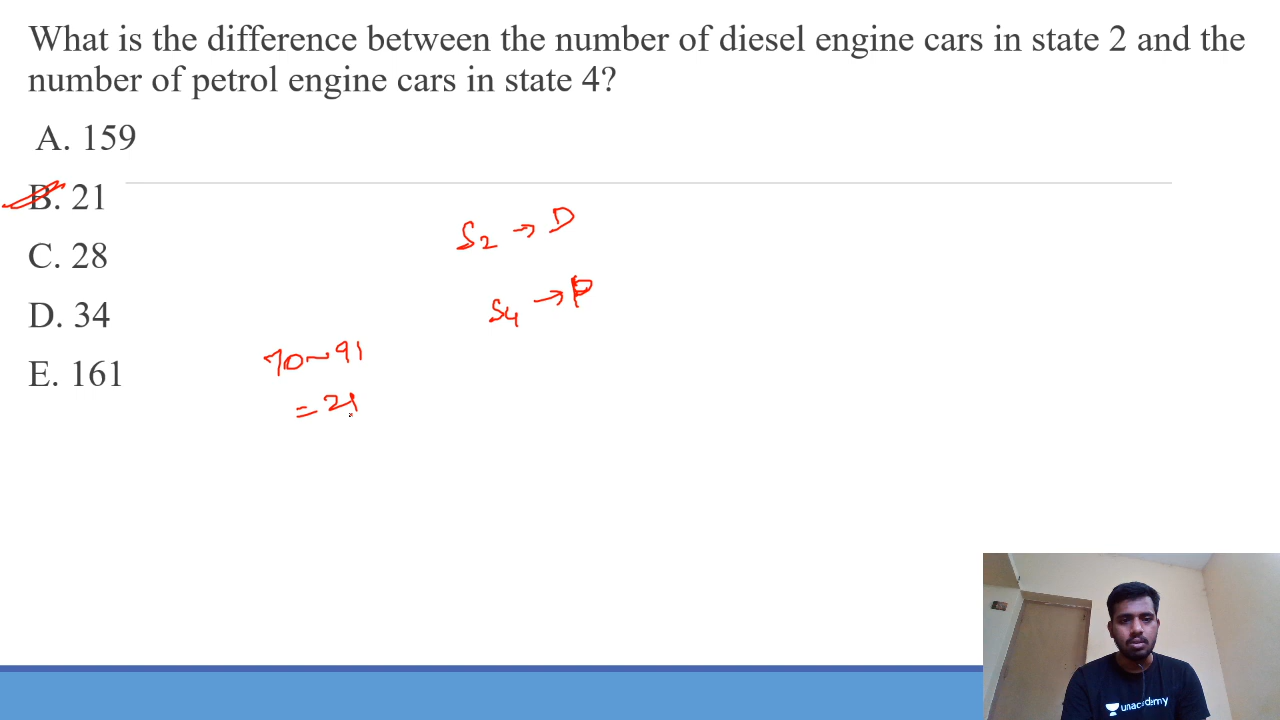 What is the difference between the number of diesel engine cars in state 2 and the
number of petrol engine cars in state 4?
A. 159
B. 21
C. 28
D. 34
E. 161
S2 → D
S4 → P
70~91
= 21
unacademy